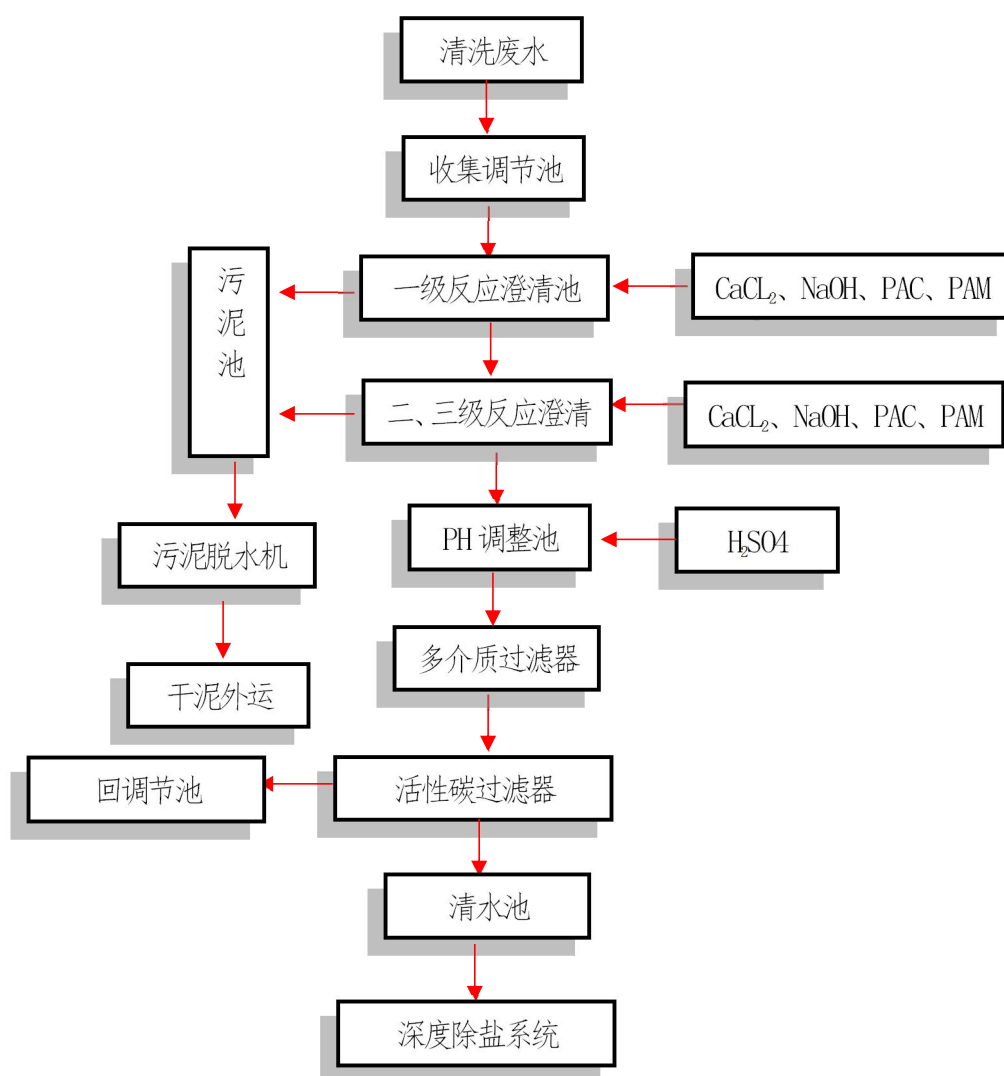 清洗废水
收集调节池
污泥池
一级反应澄清池
CaCL₂、NaOH、PAC、PAM
二、三级反应澄清
CaCL₂、NaOH、PAC、PAM
污泥脱水机
PH 调整池
H₂SO4
多介质过滤器
干泥外运
回调节池
活性碳过滤器
清水池
深度除盐系统